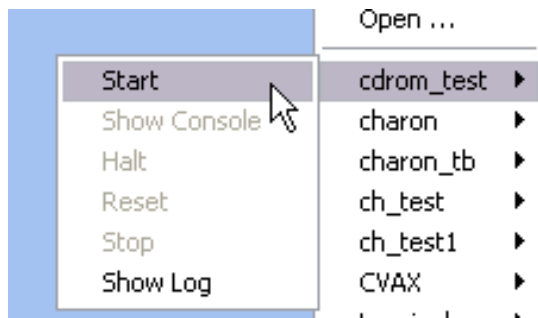 Open ...
Start
Show Console
Halt
Reset
Stop
Show Log
cdrom_test
charon
charon_tb
ch_test
ch_test1
CVAX